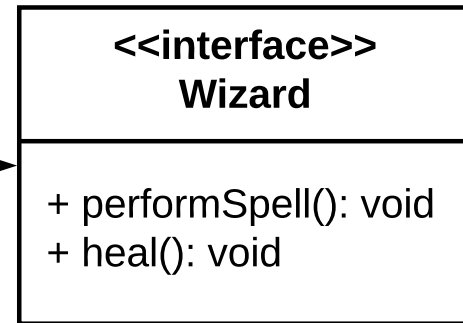 <<interface>>
Wizard
+ performSpell(): void
+ heal(): void